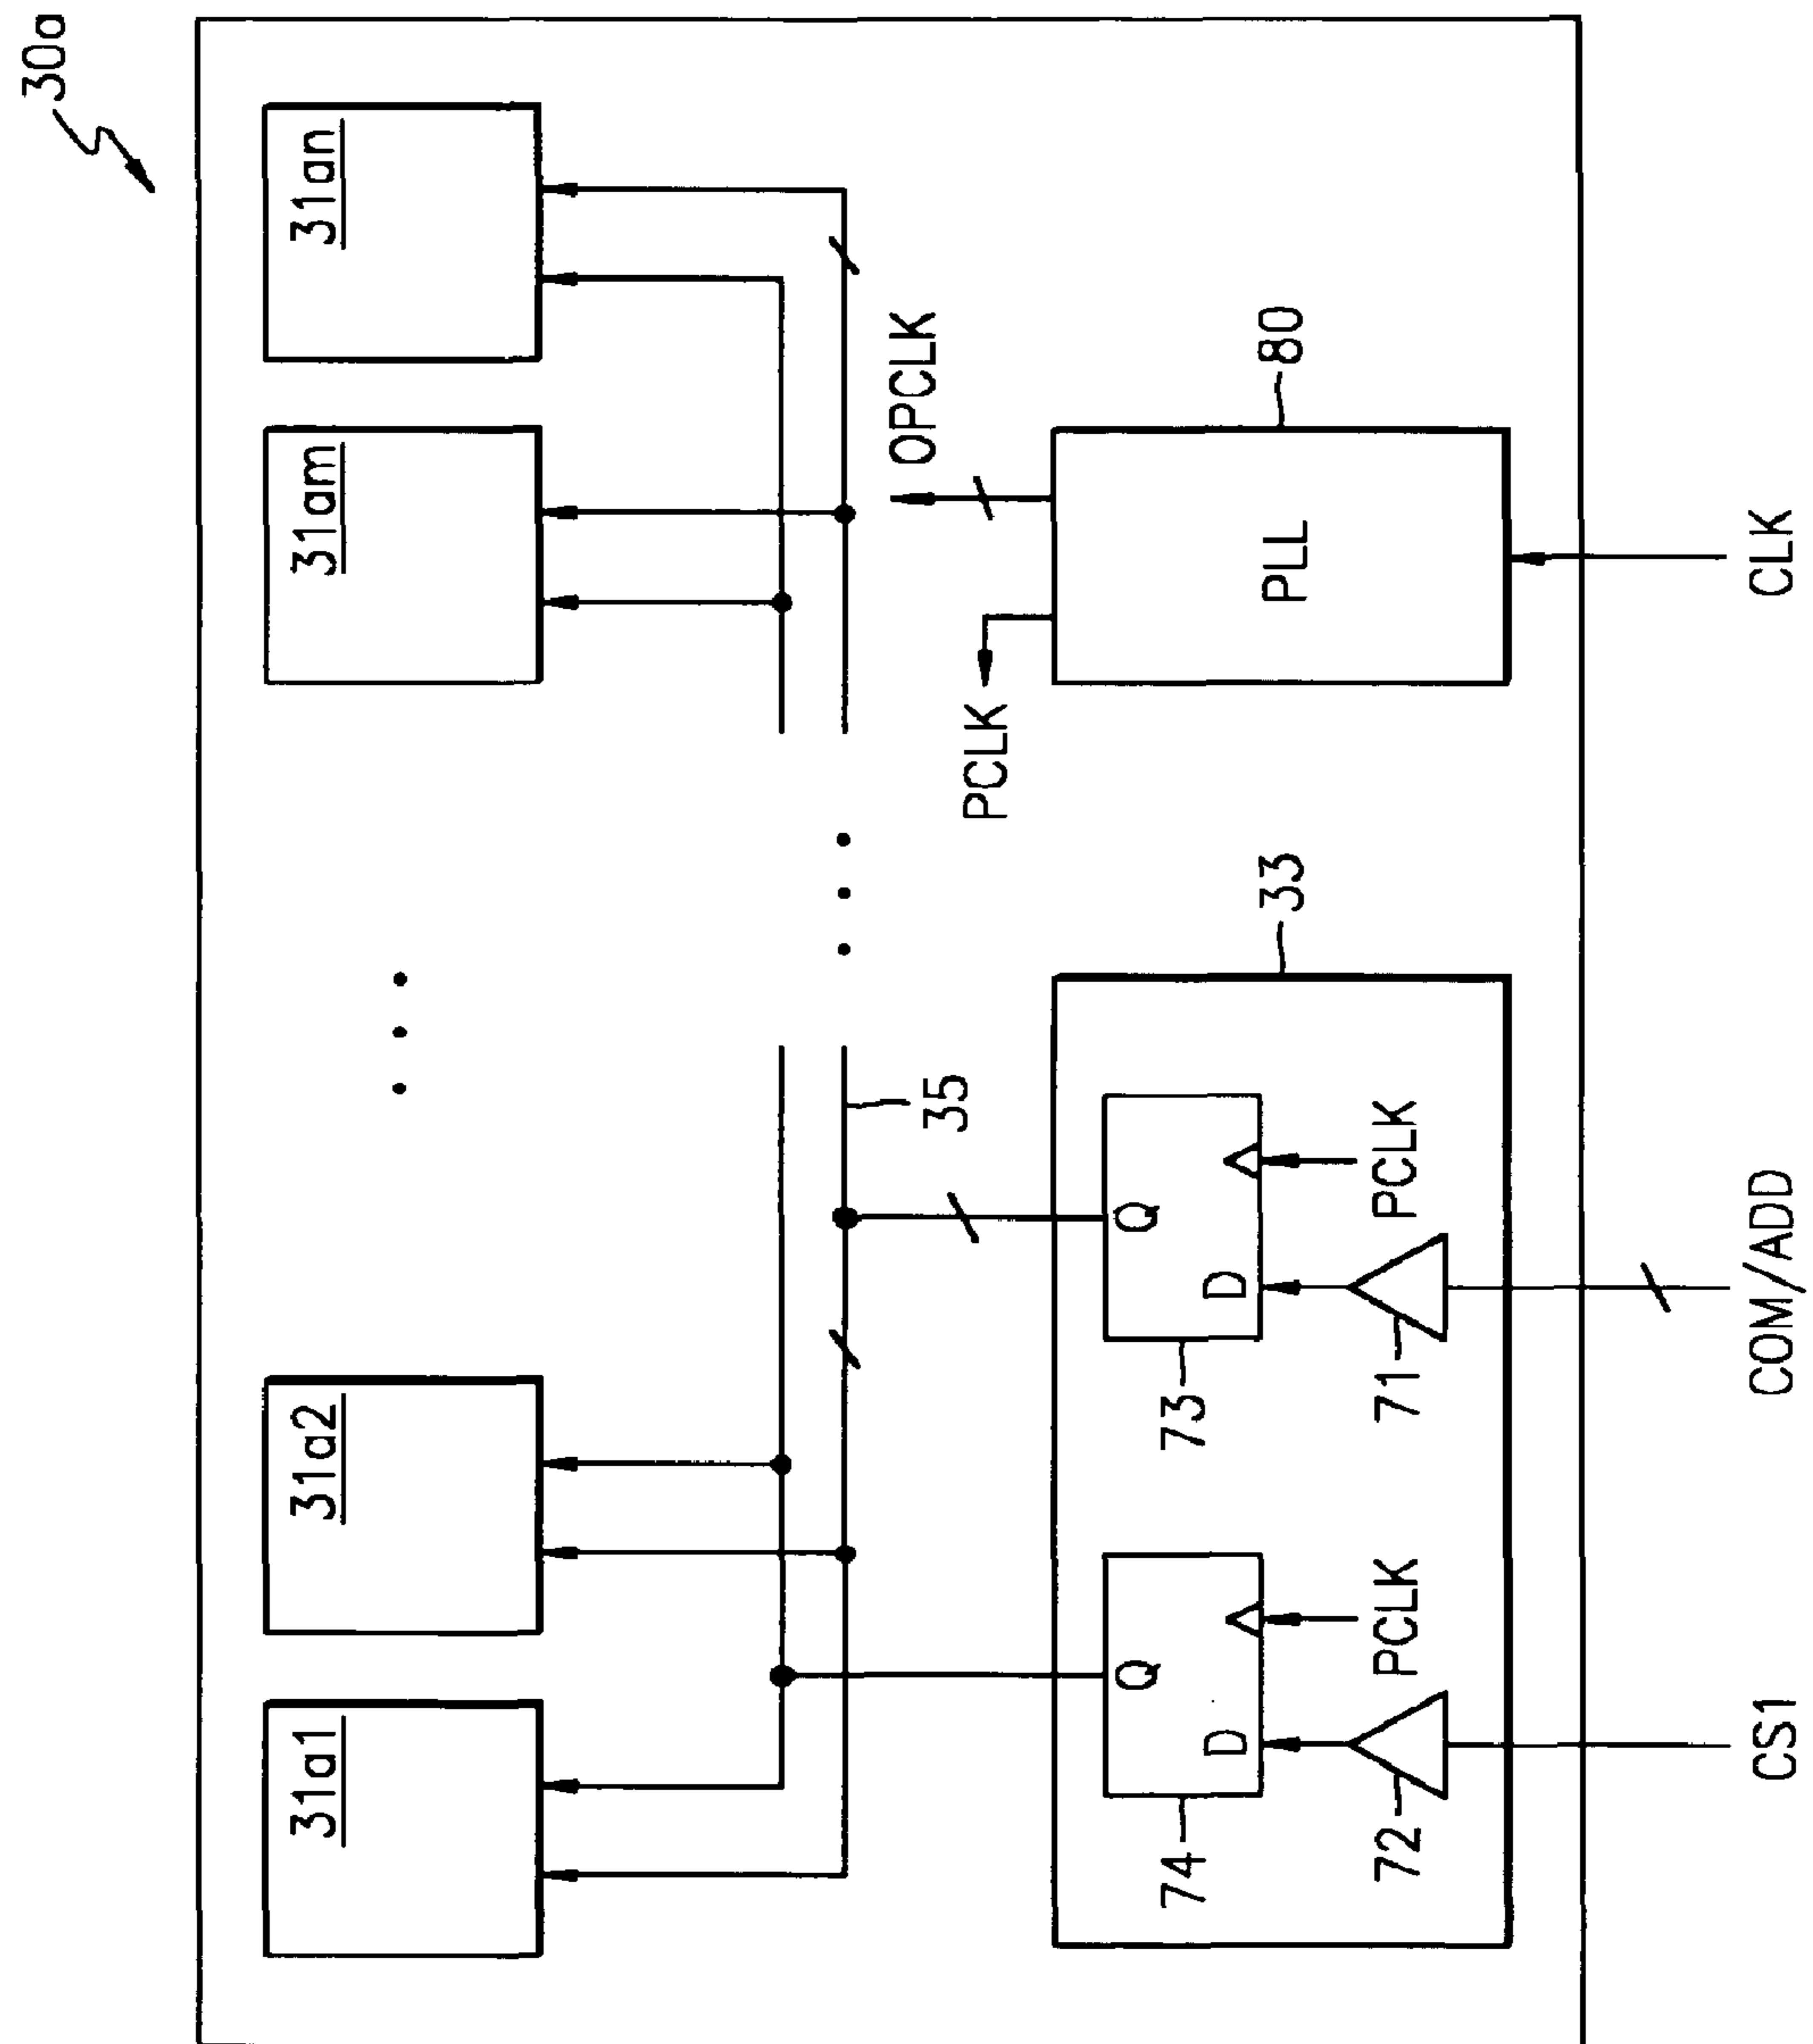 30a
31a1
31a2
31am
31an
35
OPCLK
PCLK
33
80
Q
D
PCLK
74
72
Q
D
PCLK
73
71
PLL
CS1
COM/ADD
CLK